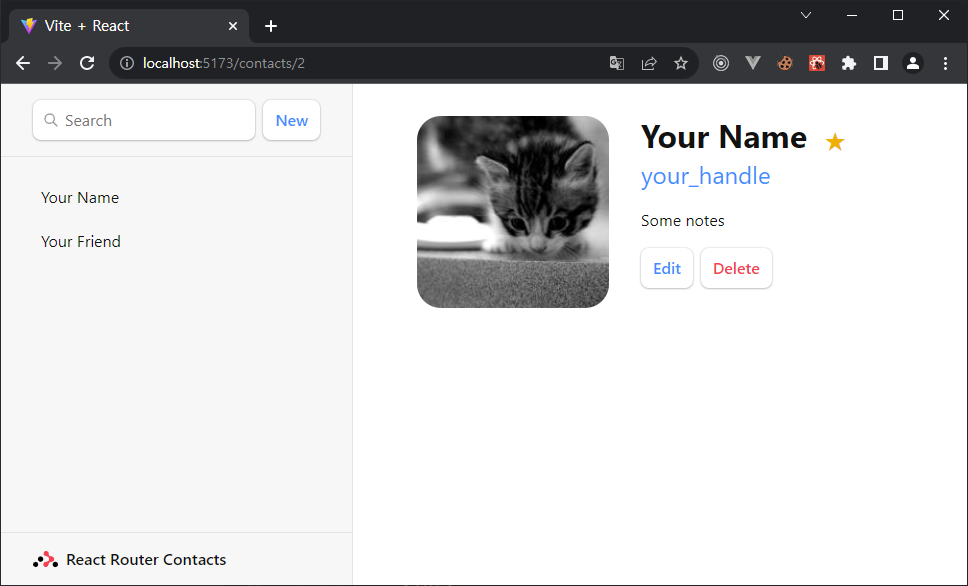 Vite + React
localhost:5173/contacts/2
Search
New
Your Name
Your Friend
React Router Contacts
Your Name ★
your_handle
Some notes
Edit
Delete